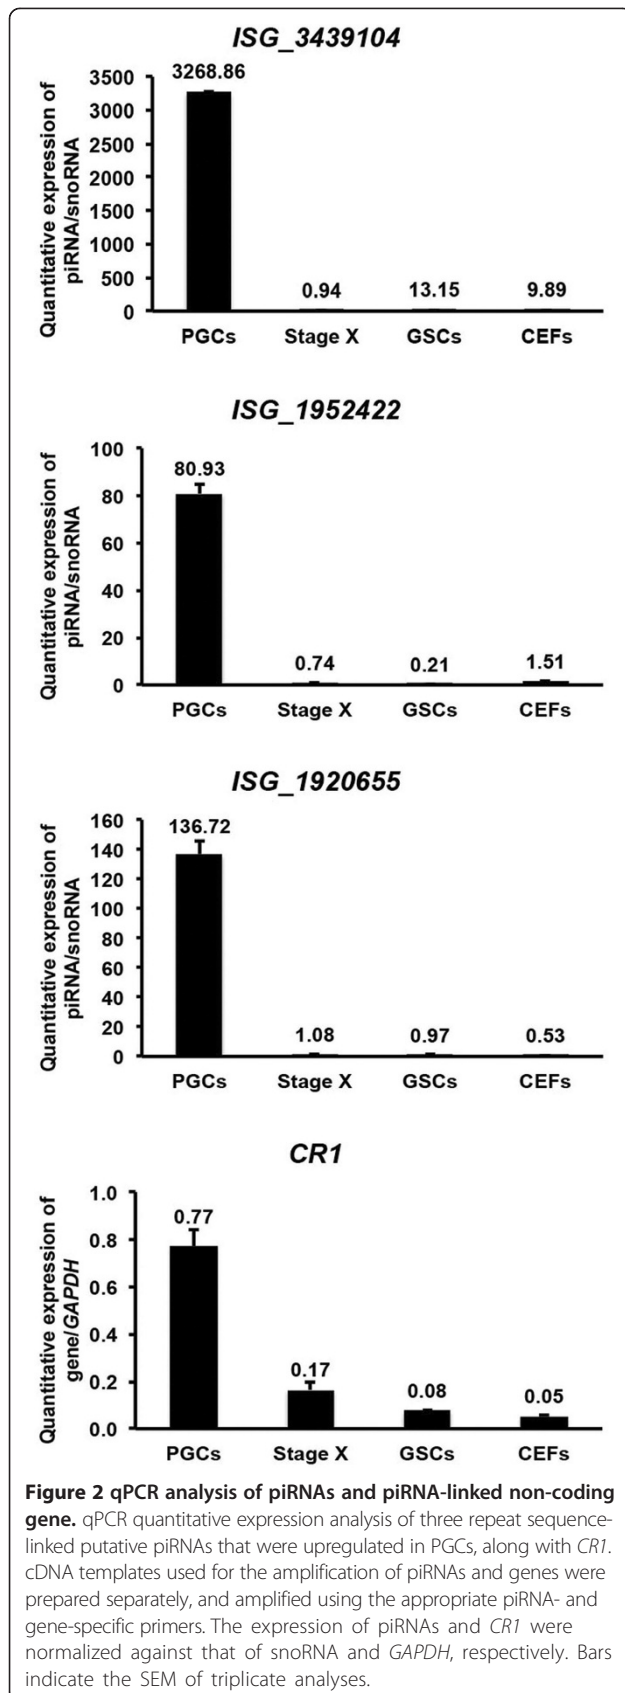 ISG_3439104
Quantitative expression of
piRNA/snoRNA
3500
3000
2500
2000
1500
1000
500
0
3268.86
0.94
13.15
9.89
PGCs Stage X GSCs CEFs
ISG_1952422
Quantitative expression of
piRNA/snoRNA
100
80
60
40
20
0
80.93
0.74
0.21
1.51
PGCs Stage X GSCs CEFs
ISG_1920655
Quantitative expression of
piRNA/snoRNA
160
140
120
100
80
60
40
20
0
136.72
1.08
0.97
0.53
PGCs Stage X GSCs CEFs
CR1
Quantitative expression of
gene/GAPDH
1.0
0.8
0.6
0.4
0.2
0.0
0.77
0.17
0.08
0.05
PGCs Stage X GSCs CEFs
Figure 2 qPCR analysis of piRNAs and piRNA-linked non-coding
gene. qPCR quantitative expression analysis of three repeat sequence-
linked putative piRNAs that were upregulated in PGCs, along with CR1.
cDNA templates used for the amplification of piRNAs and genes were
prepared separately, and amplified using the appropriate piRNA- and
gene-specific primers. The expression of piRNAs and CR1 were
normalized against that of snoRNA and GAPDH, respectively. Bars
indicate the SEM of triplicate analyses.